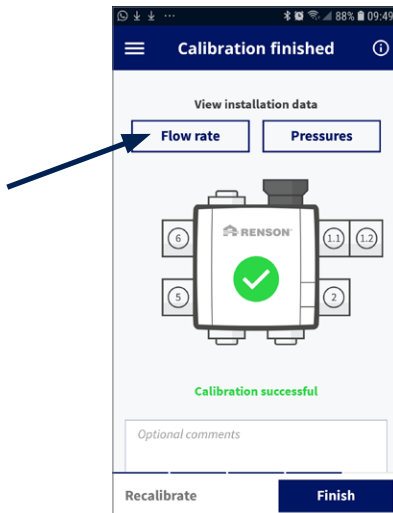 88% 09:49
Calibration finished
View installation data
Flow rate Pressures
6 RENSON 1.1 1.2
5 2
Calibration successful
Optional comments
Recalibrate Finish